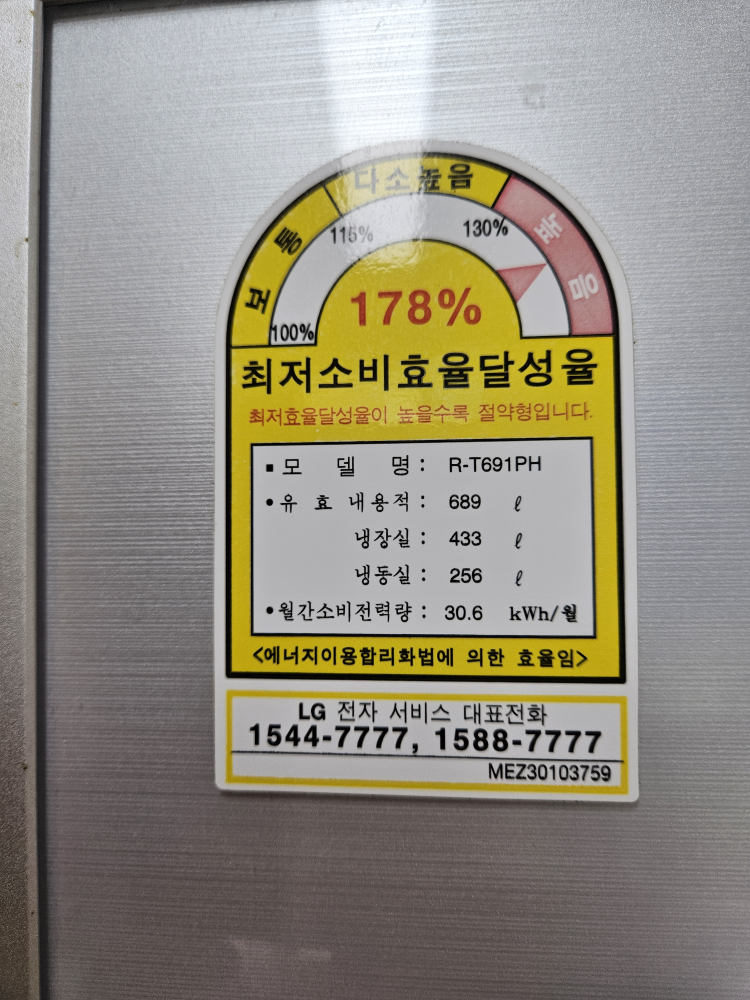 보통 다소높음 높음
115% 130%
178%
100%
최저소비효율달성율
최저효율달성율이 높을수록 절약형입니다.
▪모 델 명 : R-T691PH
•유 효 내용적 : 689 ℓ
냉장실 : 433 ℓ
냉동실 : 256 ℓ
•월간소비전력량 : 30.6 kWh/월
<에너지이용합리화법에 의한 효율임>
LG 전자 서비스 대표전화
1544-7777, 1588-7777
MEZ30103759